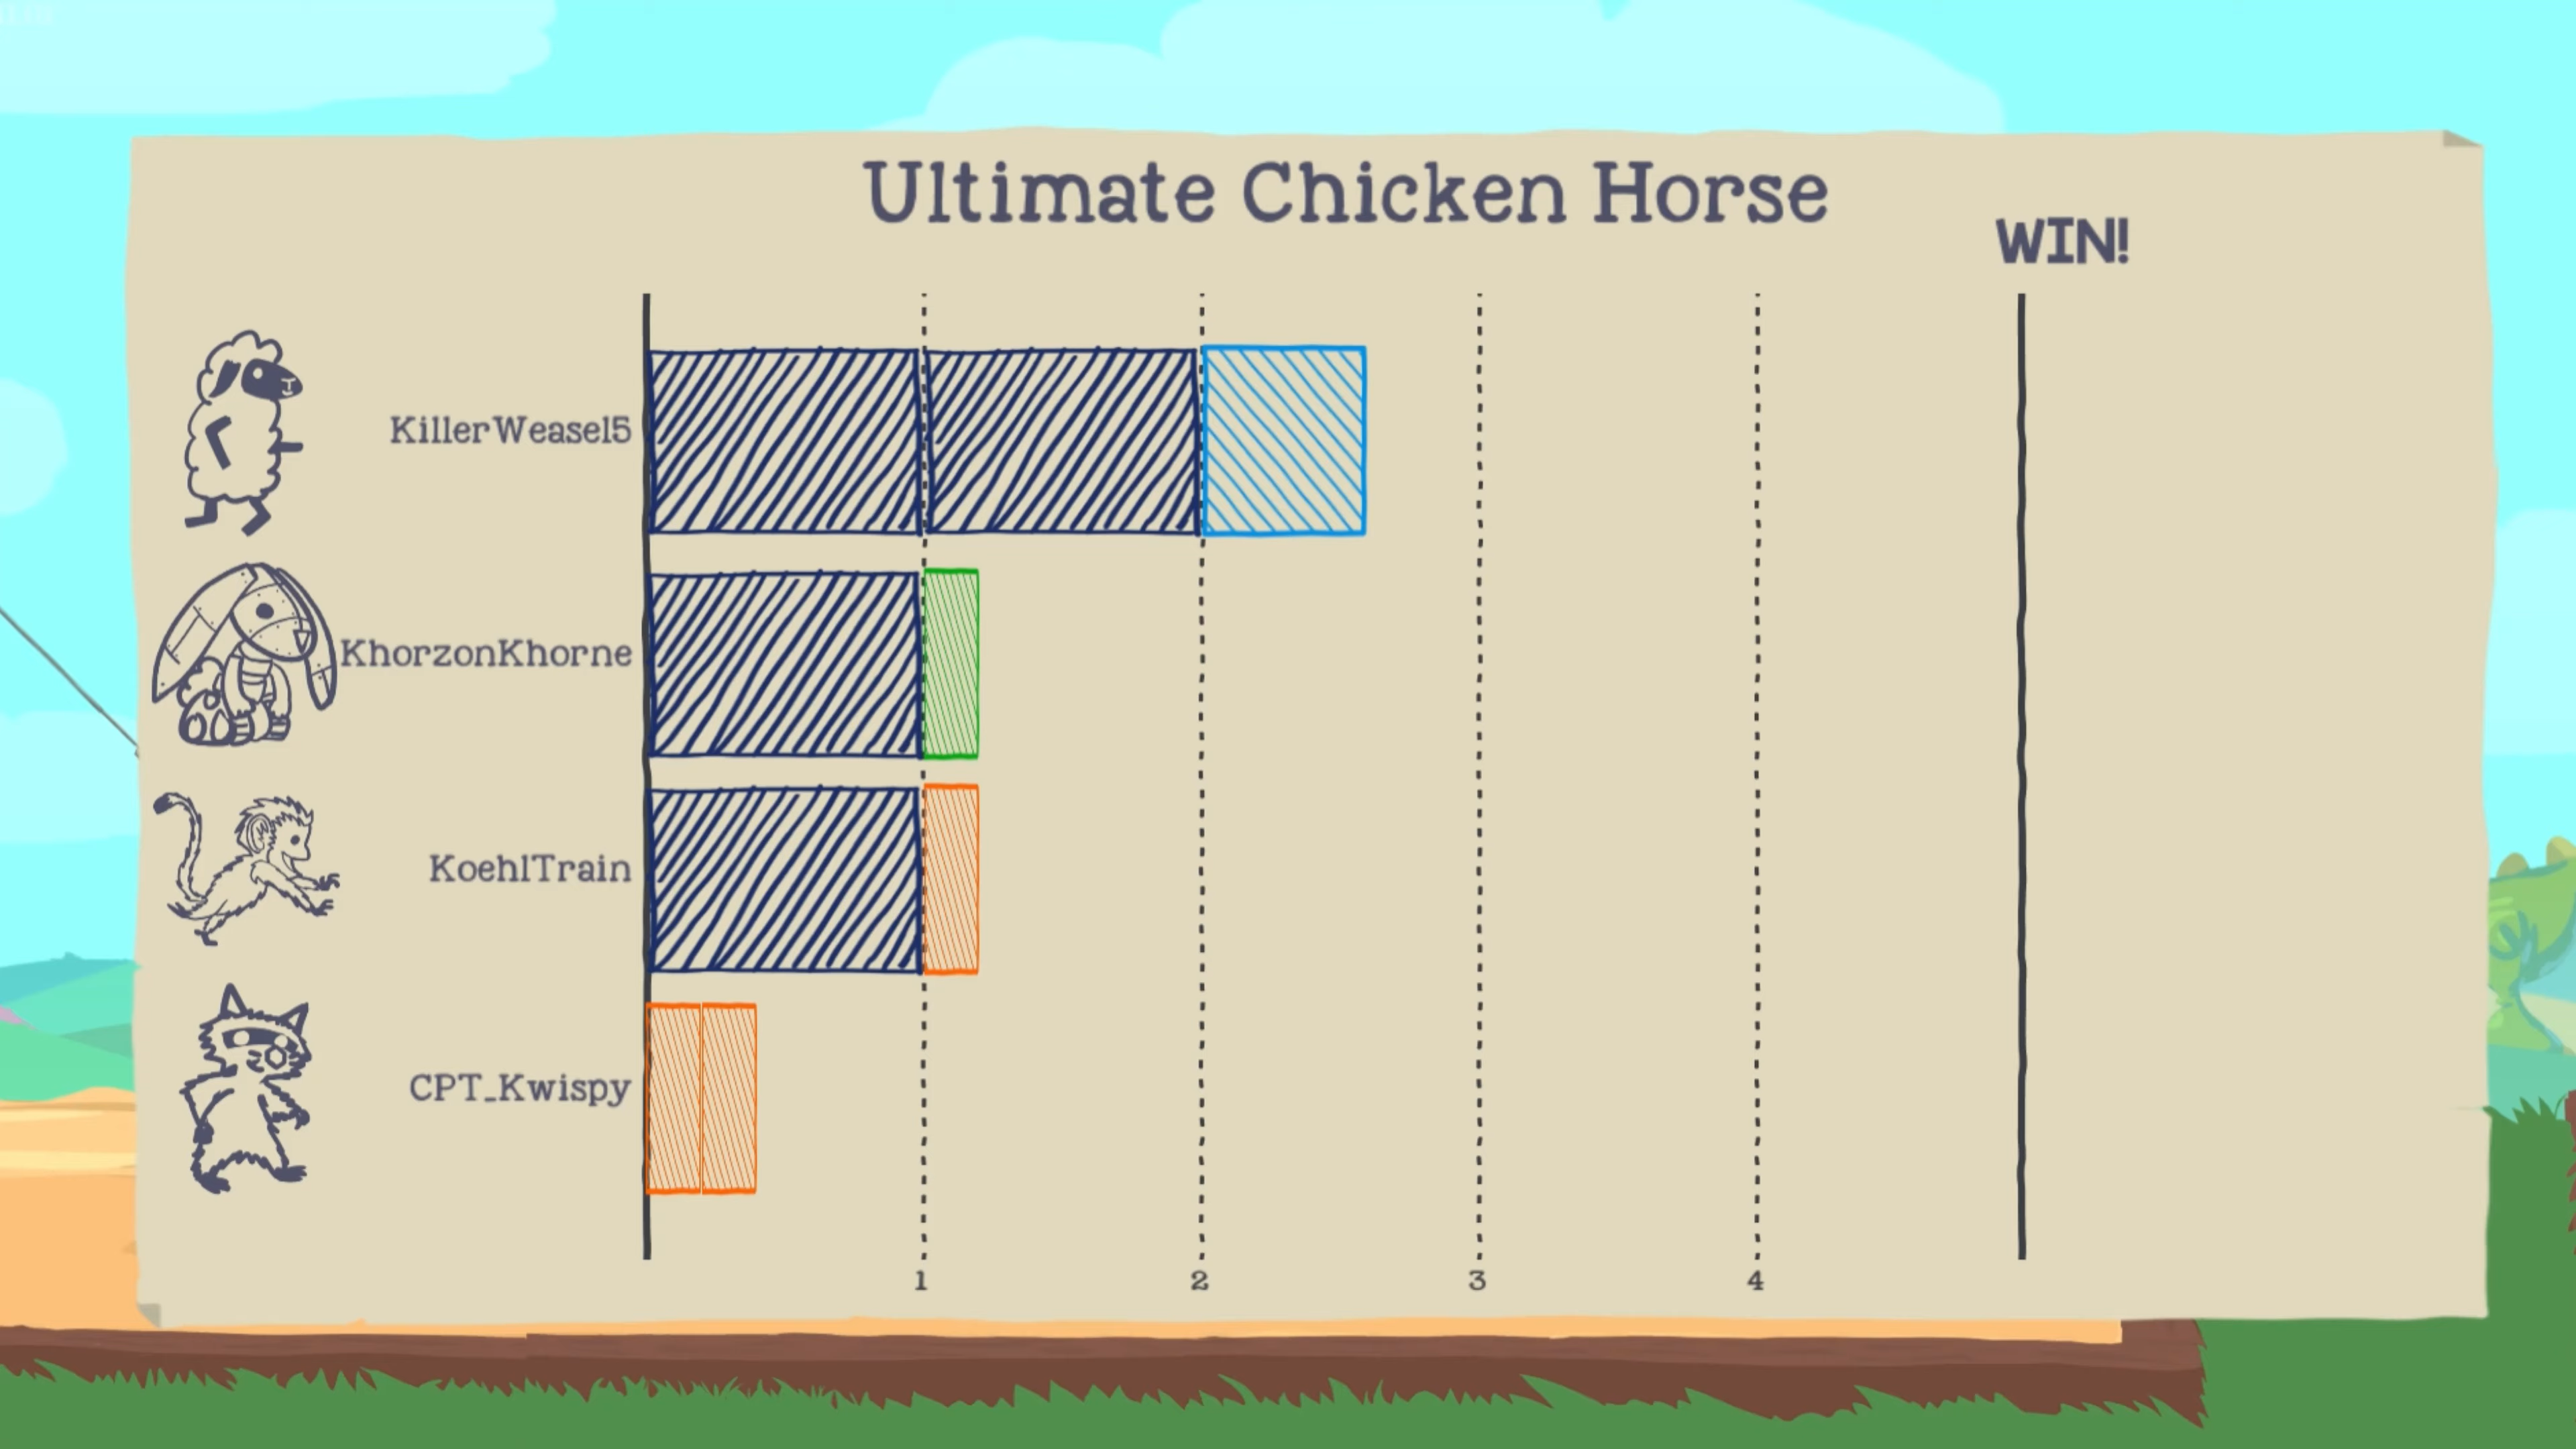 Ultimate Chicken Horse
WIN!
KillerWeasel5
KhorzonKhorne
KoehlTrain
CPT_Kwispy
1 2 3 4